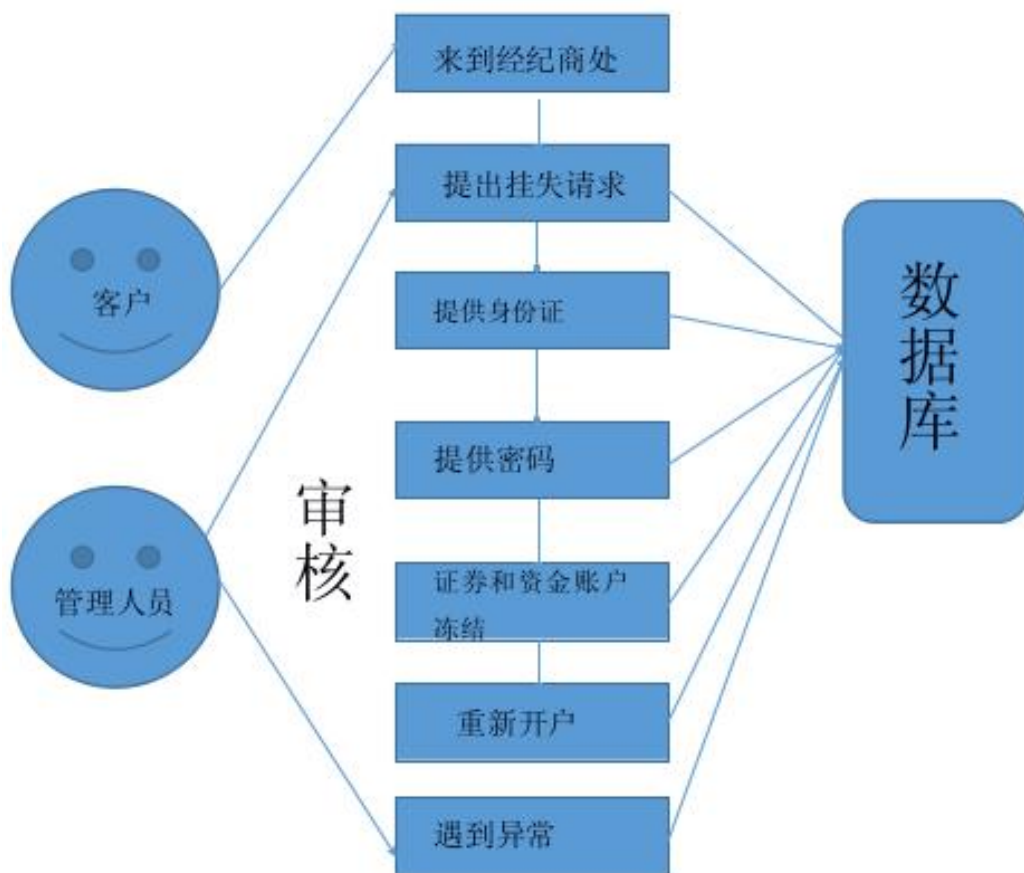 来到经纪商处
提出挂失请求
客户
提供身份证
数据库
提供密码
审核
管理人员
证券和资金账户
冻结
重新开户
遇到异常